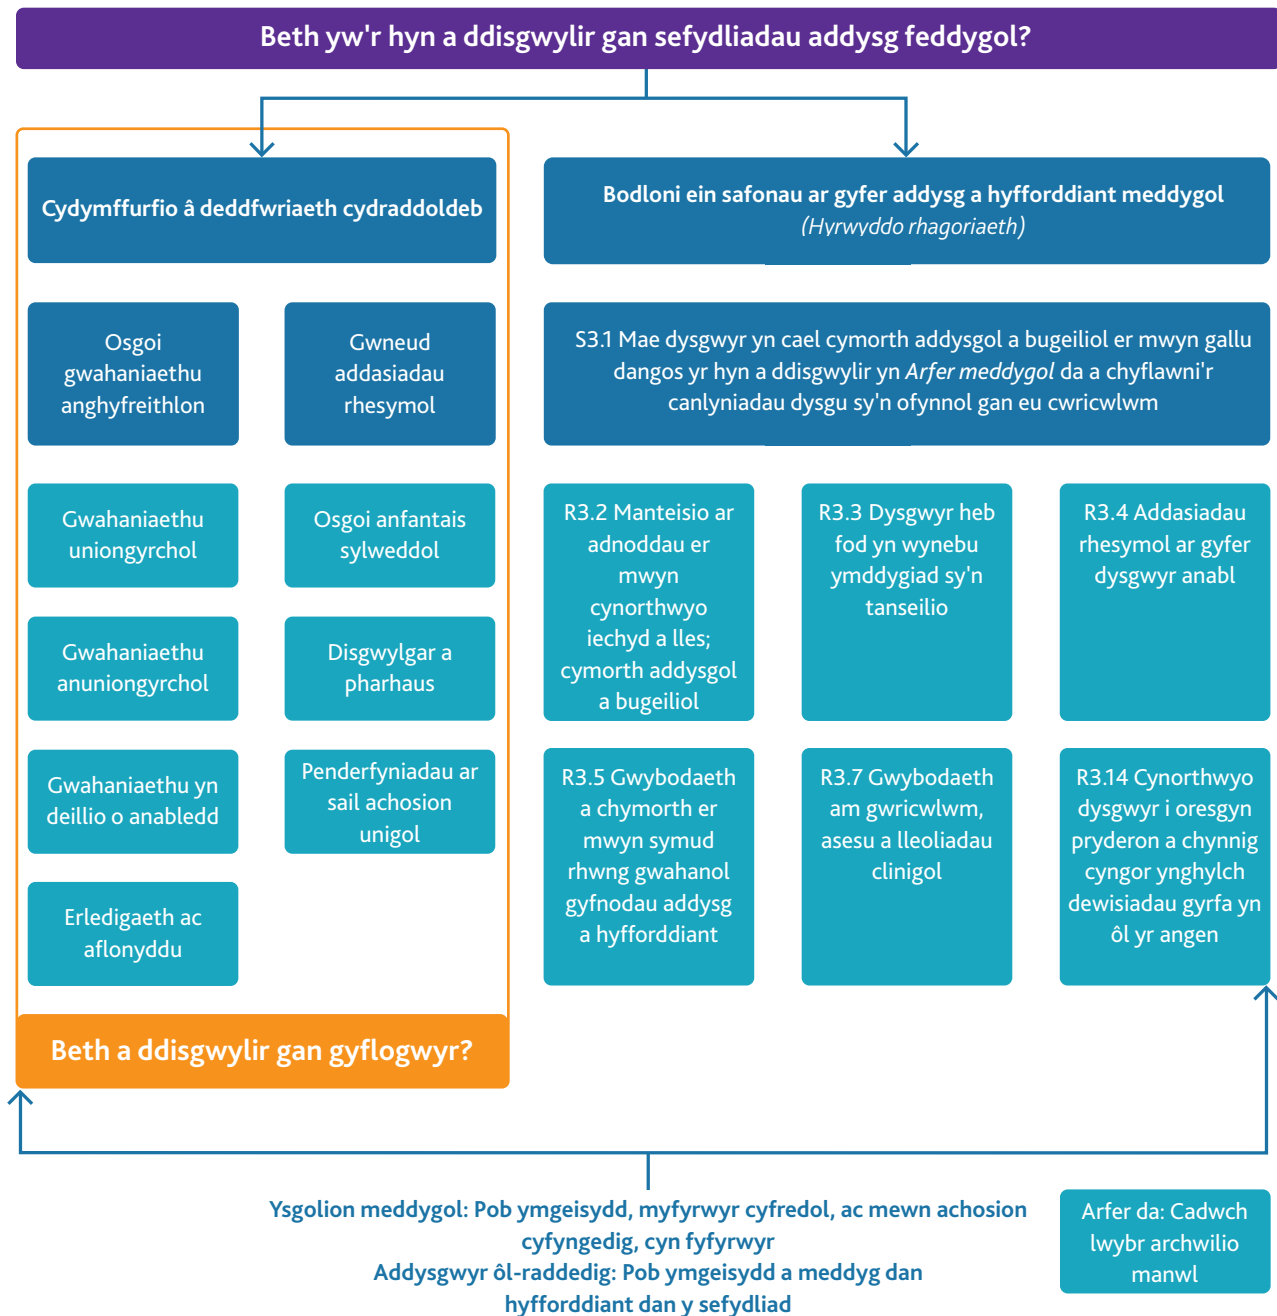 Beth yw'r hyn a ddisgwylir gan sefydliadau addysg feddygol?
Cydymffurfio â deddfwriaeth cydraddoldeb
Bodloni ein safonau ar gyfer addysg a hyfforddiant meddygol
(Hyrwyddo rhagoriaeth)
Osgoi
gwahaniaethu
anghyfreithlon
Gwneud
addasiadau
rhesymol
S3.1 Mae dysgwyr yn cael cymorth addysgol a bugeiliol er mwyn gallu
dangos yr hyn a ddisgwylir yn Arfer meddygol da a chyflawni'r
canlyniadau dysgu sy'n ofynnol gan eu cwricwlwm
Gwahaniaethu
uniongyrchol
Osgoi anfantais
sylweddol
Gwahaniaethu
anuniongyrchol
Disgwylgar a
pharhaus
Gwahaniaethu yn
deillio o anabledd
Penderfyniadau ar
sail achosion
unigol
Erledigaeth ac
aflonyddu
R3.2 Manteisio ar
adnoddau er
mwyn
cynorthwyo
iechyd a lles;
cymorth addysgol
a bugeiliol
R3.3 Dysgwyr heb
fod yn wynebu
ymddygiad sy'n
tanseilio
R3.4 Addasiadau
rhesymol ar gyfer
dysgwyr anabl
R3.5 Gwybodaeth
a chymorth er
mwyn symud
rhwng gwahanol
gyfnodau addysg
a hyfforddiant
R3.7 Gwybodaeth
am gwricwlwm,
asesu a lleoliadau
clinigol
R3.14 Cynorthwyo
dysgwyr i oresgyn
pryderon a chynnig
cyngor ynghylch
dewisiadau gyrfa yn
ôl yr angen
Beth a ddisgwylir gan gyflogwyr?
Ysgolion meddygol: Pob ymgeisydd, myfyrwyr cyfredol, ac mewn achosion
cyfyngedig, cyn fyfyrwyr
Addysgwyr ôl-raddedig: Pob ymgeisydd a meddyg dan
hyfforddiant dan y sefydliad
Arfer da: Cadwch
lwybr archwilio
manwl